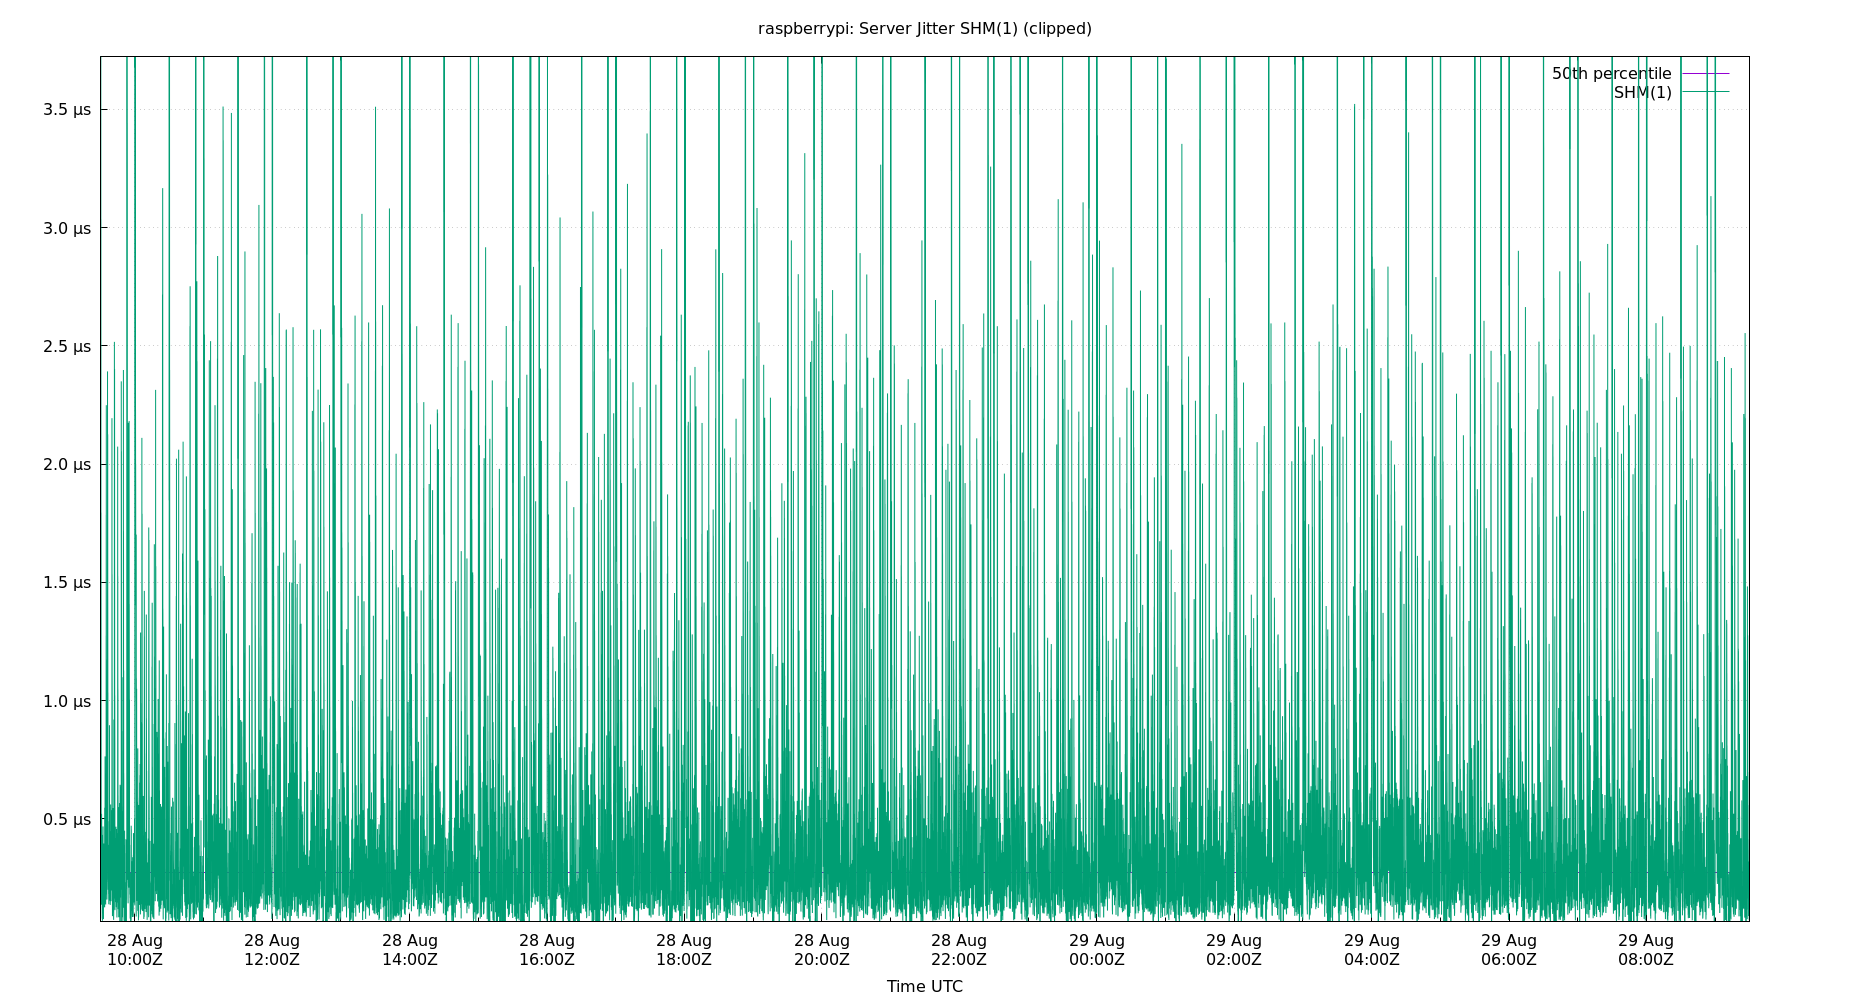 raspberrypi: Server Jitter SHM(1) (clipped)
50th percentile
SHM(1)
3.5 µs
3.0 µs
2.5 µs
2.0 µs
1.5 µs
1.0 µs
0.5 µs
28 Aug 28 Aug 28 Aug 28 Aug 28 Aug 28 Aug 28 Aug 29 Aug 29 Aug 29 Aug 29 Aug 29 Aug
10:00Z 12:00Z 14:00Z 16:00Z 18:00Z 20:00Z 22:00Z 00:00Z 02:00Z 04:00Z 06:00Z 08:00Z
Time UTC